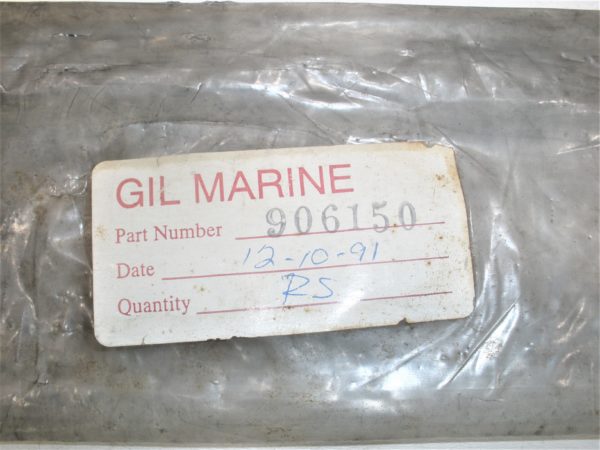 GIL MARINE
Part Number 906150
Date 12-10-91
Quantity RS